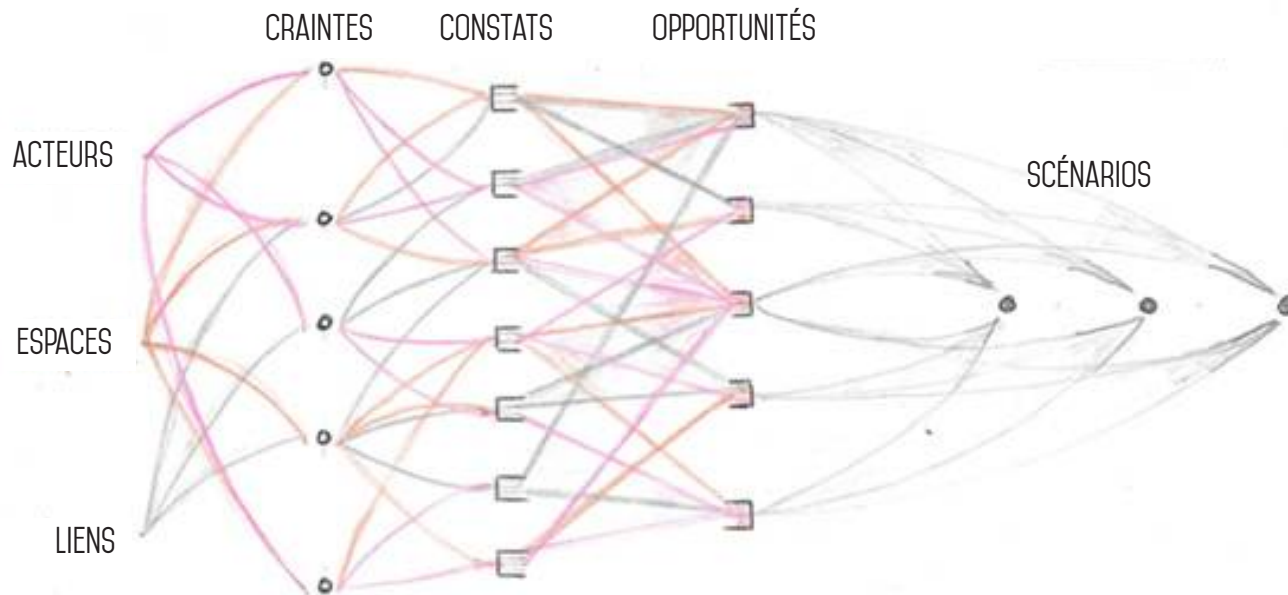 CRAINTES
CONSTATS
OPPORTUNITÉS
ACTEURS
SCÉNARIOS
ESPACES
LIENS